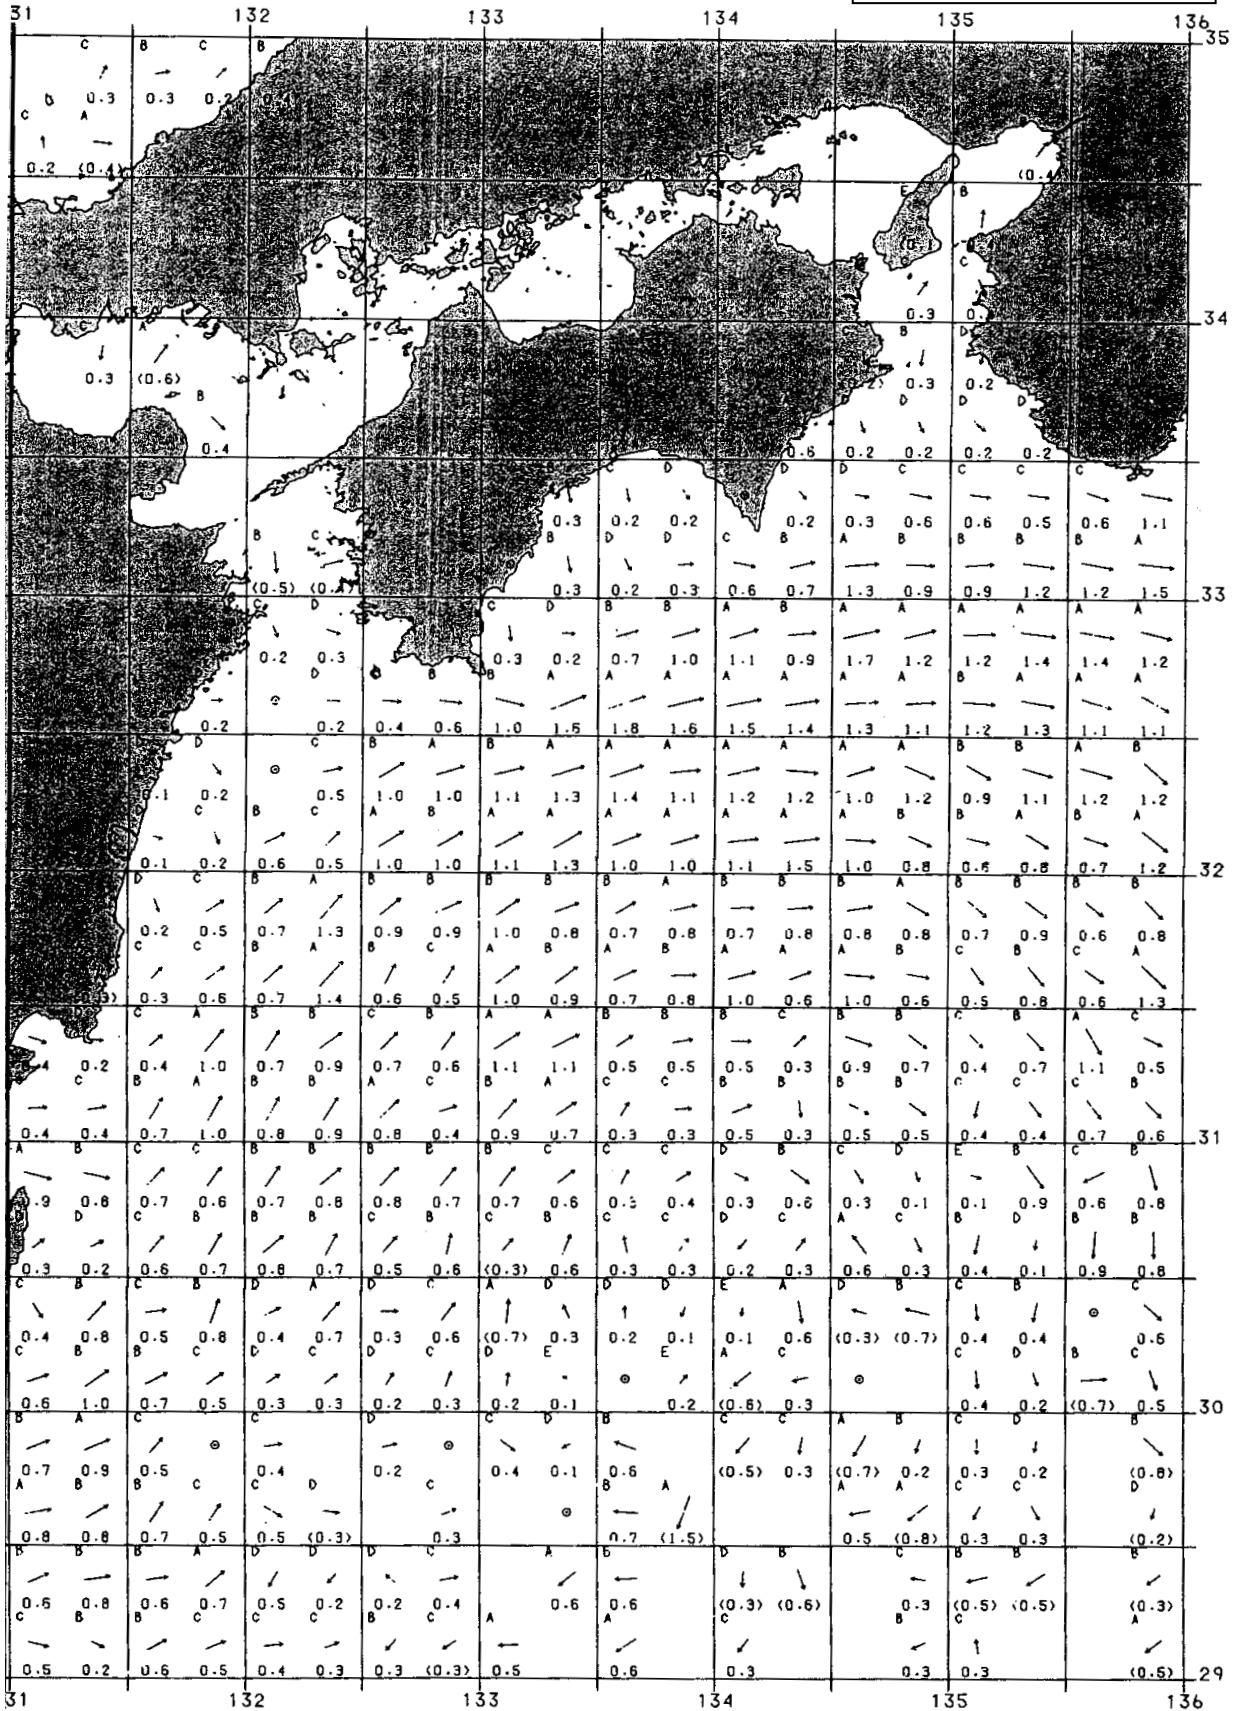 31 132 133 134 135 136
C B C B
35
0.3 0.3 0.2
C A
0.2 (0.4)
(0.4
E B
C
0.3
34
A B D
0.3 (0.6) 0.3 0.2
B D D D
0.4 0.6 0.2 0.2 0.2 0.2
C D D D C C C C
0.3 0.2 0.2 0.2 0.3 0.6 0.6 0.5 0.6 1.1
B C B D D C B A B B B B A
(0.5) 0.3 0.2 0.3 0.6 0.7 1.3 0.9 0.9 1.2 1.2 1.5
33
C D C D B B A B A A A A A A
0.2 0.3 0.3 0.2 0.7 1.0 1.1 0.9 1.7 1.2 1.2 1.4 1.4 1.2
D B B A A A A A A A B A A A
0.2 0.2 0.4 0.6 1.0 1.6 1.8 1.6 1.5 1.4 1.3 1.1 1.2 1.3 1.1 1.1
D C B A B A A A A A A A B B A B
0.1 0.2 0.5 1.0 1.0 1.1 1.3 1.4 1.1 1.2 1.2 1.0 1.2 0.9 1.1 1.2 1.2
C B C A B A A A A A A A B B A B A
0.1 0.2 0.6 0.5 1.0 1.0 1.1 1.3 1.0 1.0 1.1 1.5 1.0 0.8 0.6 0.8 0.7 1.2
32
D C B A B B B B B A B B B A B B B B
0.2 0.5 0.7 1.3 0.9 0.9 1.0 0.8 0.7 0.8 0.7 0.8 0.8 0.8 0.7 0.9 0.6 0.8
C C B A B C A B A B A A A B C B C A
0.3 0.6 0.7 1.4 0.6 0.5 1.0 0.9 0.7 0.8 1.0 0.6 1.0 0.6 0.5 0.8 0.6 1.3
C A B B C B A A B B B C B B C B A C
0.2 0.4 1.0 0.7 0.9 0.7 0.6 1.1 1.1 0.5 0.5 0.5 0.3 0.9 0.7 0.4 0.7 1.1 0.5
C B A B B A C B A C C B B B B C C C B
0.4 0.4 0.7 1.0 0.8 0.9 0.8 0.4 0.9 0.7 0.3 0.3 0.5 0.3 0.5 0.5 0.4 0.4 0.7 0.6
31
A B C C B B B B B C C C D B C D E B C B
0.9 0.8 0.7 0.6 0.7 0.8 0.8 0.7 0.7 0.6 0.4 0.3 0.6 0.3 0.1 0.1 0.9 0.6 0.8
D D C B B B C B C B C C D C A C B D B B
0.3 0.2 0.6 0.7 0.8 0.7 0.5 0.6 (0.3) 0.6 0.3 0.3 0.2 0.3 0.6 0.3 0.4 0.1 0.9 0.8
C B C B D A D C A D D D E A D B C B C
0.4 0.8 0.5 0.8 0.4 0.7 0.3 0.6 (0.7) 0.3 0.2 0.1 0.1 0.6 (0.3) (0.7) 0.4 0.4 0.6
C B B C D C D C D E E A C C D B C
0.6 1.0 0.7 0.5 0.3 0.3 0.2 0.3 0.2 0.1 0.2 (0.6) 0.3 0.4 0.2 (0.7) 0.5
30
B A C C D C D B C C A B C D B
0.7 0.9 0.5 0.4 0.2 0.4 0.1 0.6 (0.5) 0.3 (0.7) 0.2 0.3 0.2 (0.8)
A B B C C D C B A A A C C D
0.8 0.8 0.7 0.5 0.5 (0.3) 0.3 0.7 (1.5) 0.5 (0.8) 0.3 0.3 (0.2)
B B B A D D D C A B D B C B B B
0.6 0.8 0.6 0.7 0.5 0.2 0.2 0.4 0.6 0.6 (0.3) (0.6) 0.3 (0.5) (0.5) (0.3)
C B B C C C B C A A C B C A
0.5 0.2 0.6 0.5 0.4 0.3 0.3 (0.3) 0.5 0.6 0.3 0.3 0.3 (0.5)
29
31 132 133 134 135 136